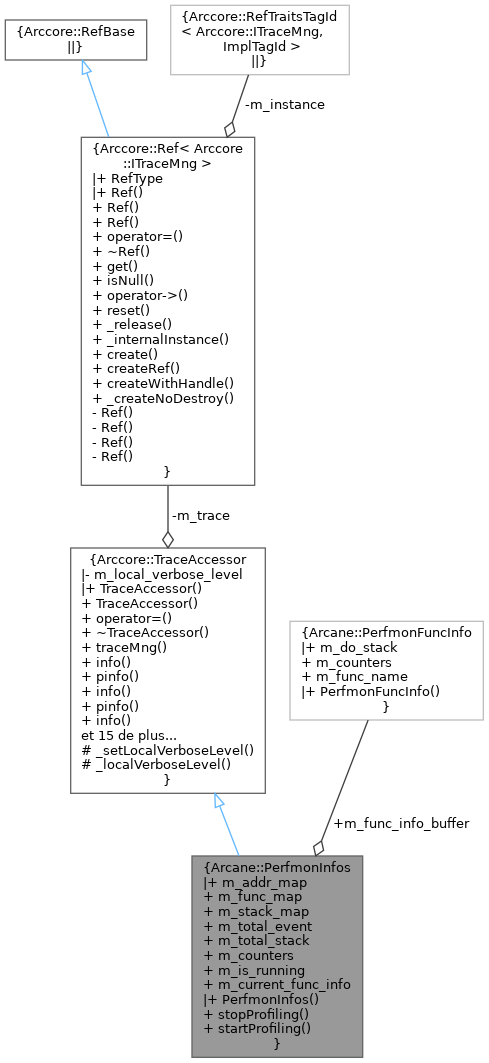 {Arccore::RefBase
||}
{Arccore::RefTraitsTagId
< Arccore::ITraceMng,
ImplTagId >
||}
-m_instance
{Arccore::Ref< Arccore
::ITraceMng >
|+ RefType
|+ Ref()
+ Ref()
+ Ref()
+ operator=()
+ ~Ref()
+ get()
+ isNull()
+ operator->()
+ reset()
+ _release()
+ _internalInstance()
+ create()
+ createRef()
+ createWithHandle()
+ _createNoDestroy()
- Ref()
- Ref()
- Ref()
- Ref()
}
-m_trace
{Arccore::TraceAccessor
|- m_local_verbose_level
|+ TraceAccessor()
+ TraceAccessor()
+ operator=()
+ ~TraceAccessor()
+ traceMng()
+ info()
+ pinfo()
+ info()
+ pinfo()
+ info()
et 15 de plus...
# _setLocalVerboseLevel()
# _localVerboseLevel()
}
{Arcane::PerfmonFuncInfo
|+ m_do_stack
+ m_counters
+ m_func_name
|+ PerfmonFuncInfo()
}
+m_func_info_buffer
{Arcane::PerfmonInfos
|+ m_addr_map
+ m_func_map
+ m_stack_map
+ m_total_event
+ m_total_stack
+ m_counters
+ m_is_running
+ m_current_func_info
|+ PerfmonInfos()
+ stopProfiling()
+ startProfiling()
}